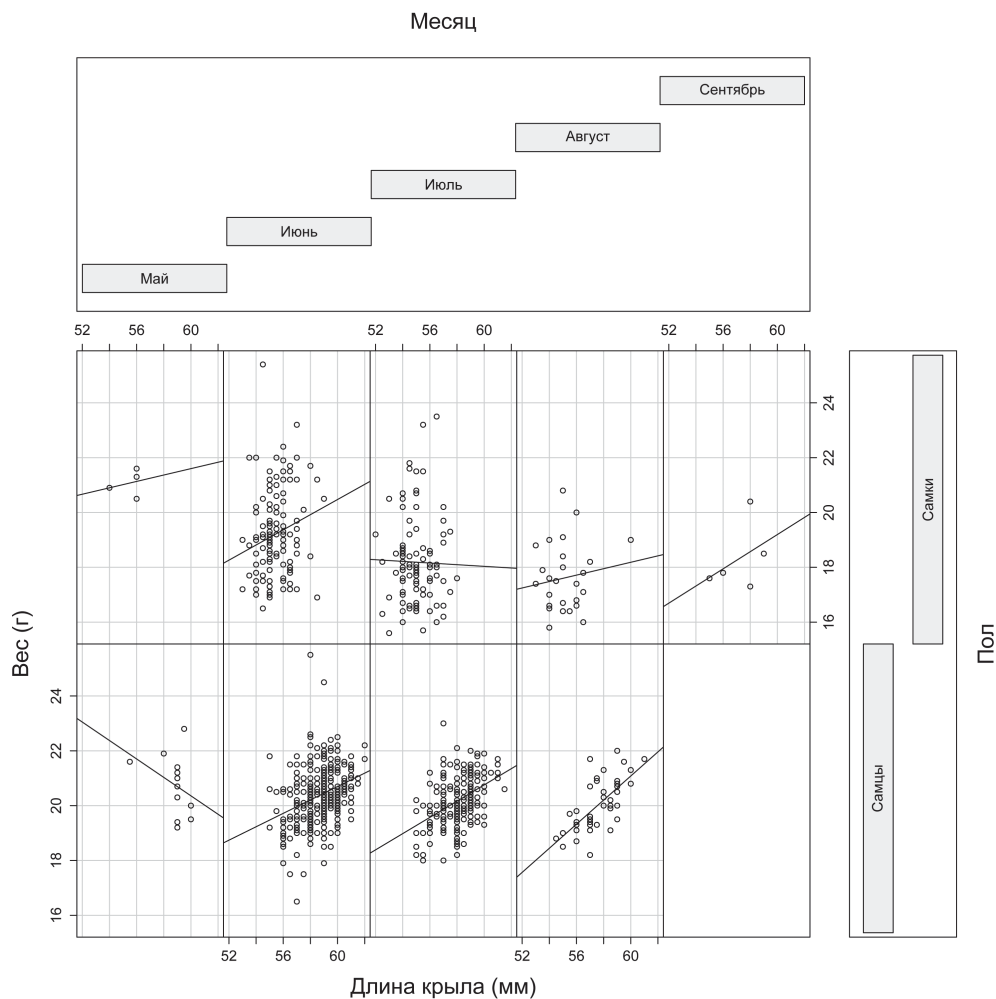 Месяц
Сентябрь
Август
Июль
Июнь
Май
52 56 60 52 56 60 52 56 60
24
22
20
18
16
Самки
Вес (г)
Пол
24
22
20
18
16
Самцы
52 56 60 52 56 60
Длина крыла (мм)